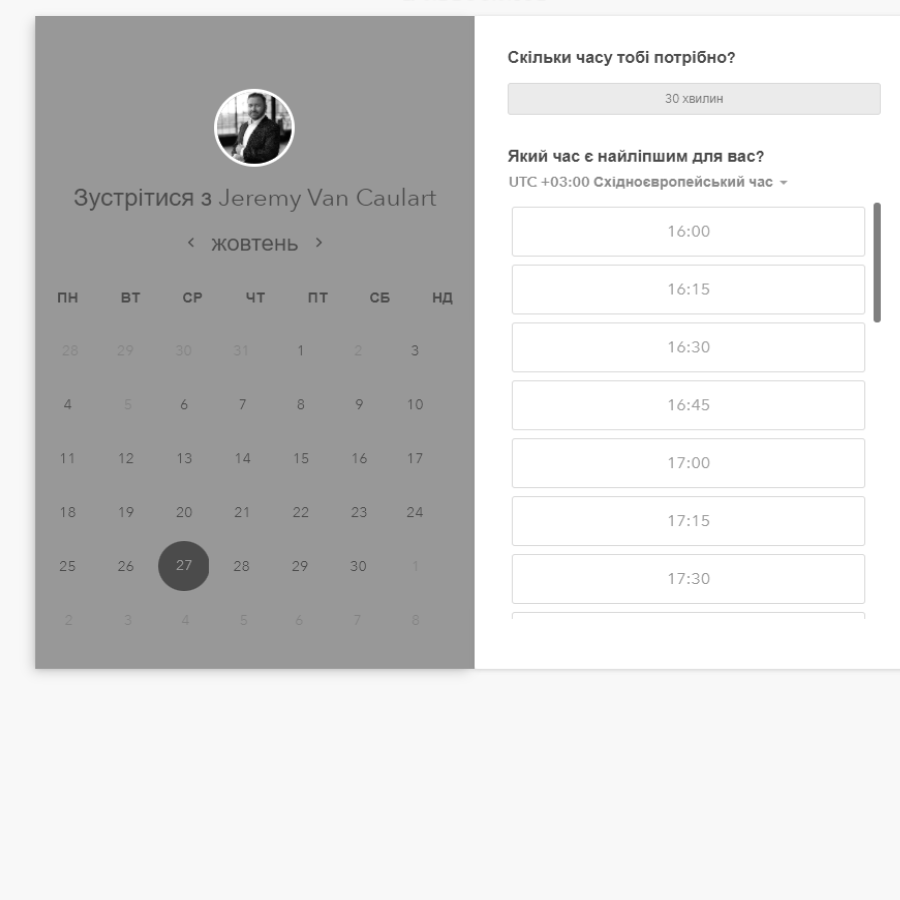 Зустрітися з Jeremy Van Caulart
жовтень
ПН ВТ СР ЧТ ПТ СБ НД
28 29 30 31 1 2 3
4 5 6 7 8 9 10
11 12 13 14 15 16 17
18 19 20 21 22 23 24
25 26 27 28 29 30 1
2 3 4 5 6 7 8
Скільки часу тобі потрібно?
30 хвилин
Який час є найліпшим для вас?
UTC +03:00 Східноєвропейський час
16:00
16:15
16:30
16:45
17:00
17:15
17:30